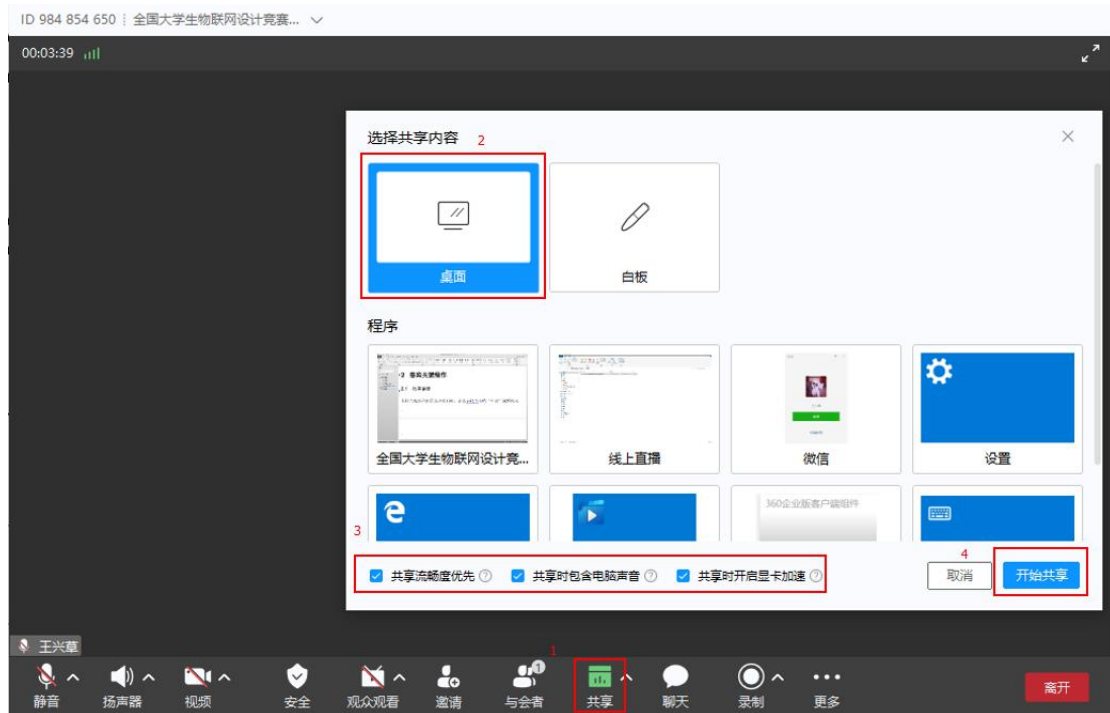 ID 984 854 650 全国大学生物联网设计竞赛...
00:03:39
选择共享内容 2
桌面 白板
程序
全国大学生物联网设计竞... 线上直播 微信 设置
360企业版客户端组件
3
共享流畅度优先 共享时包含电脑声音 共享时开启显卡加速
4
取消 开始共享
王兴草
1
静音 扬声器 视频 安全 观众观看 邀请 与会者 1 共享 聊天 录制 更多 离开